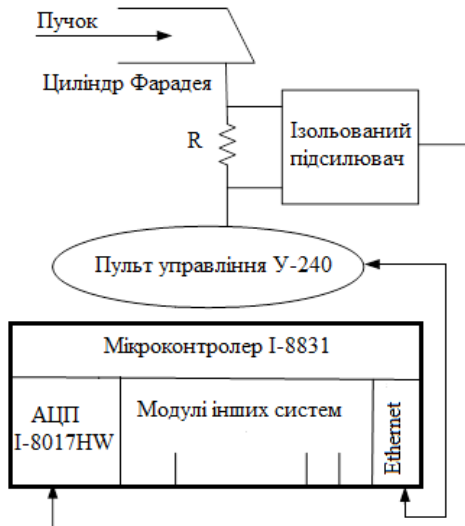 Пучок
Циліндр Фарадея
R
Ізольований
підсилювач
Пульт управління У-240
Мікроконтролер I-8831
АЦП
I-8017HW
Модулі інших систем
Ethernet